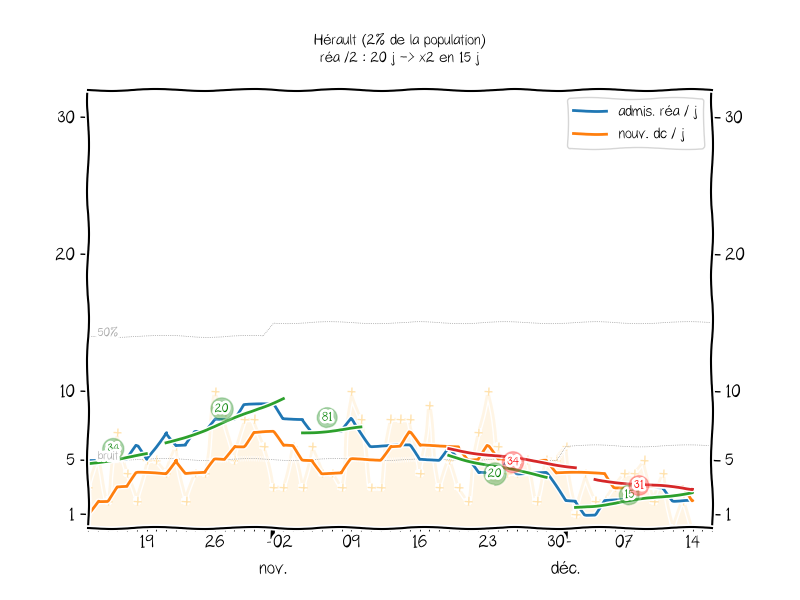 Hérault (2% de la population)
réa /2 : 20 j -> x2 en 15 j
admis. réa / j
nouv. dc / j
30
30
20
20
50%
10
10
20
81
34
bruit
5
5
34
20
31
15
1
1
19 26 02 09 16 23 30 07 14
nov. déc.